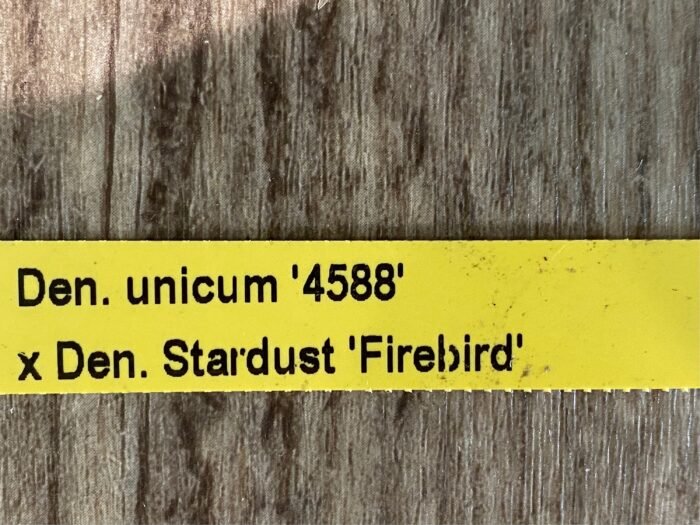 Den. unicum '4588'
x Den. Stardust 'Firebird'